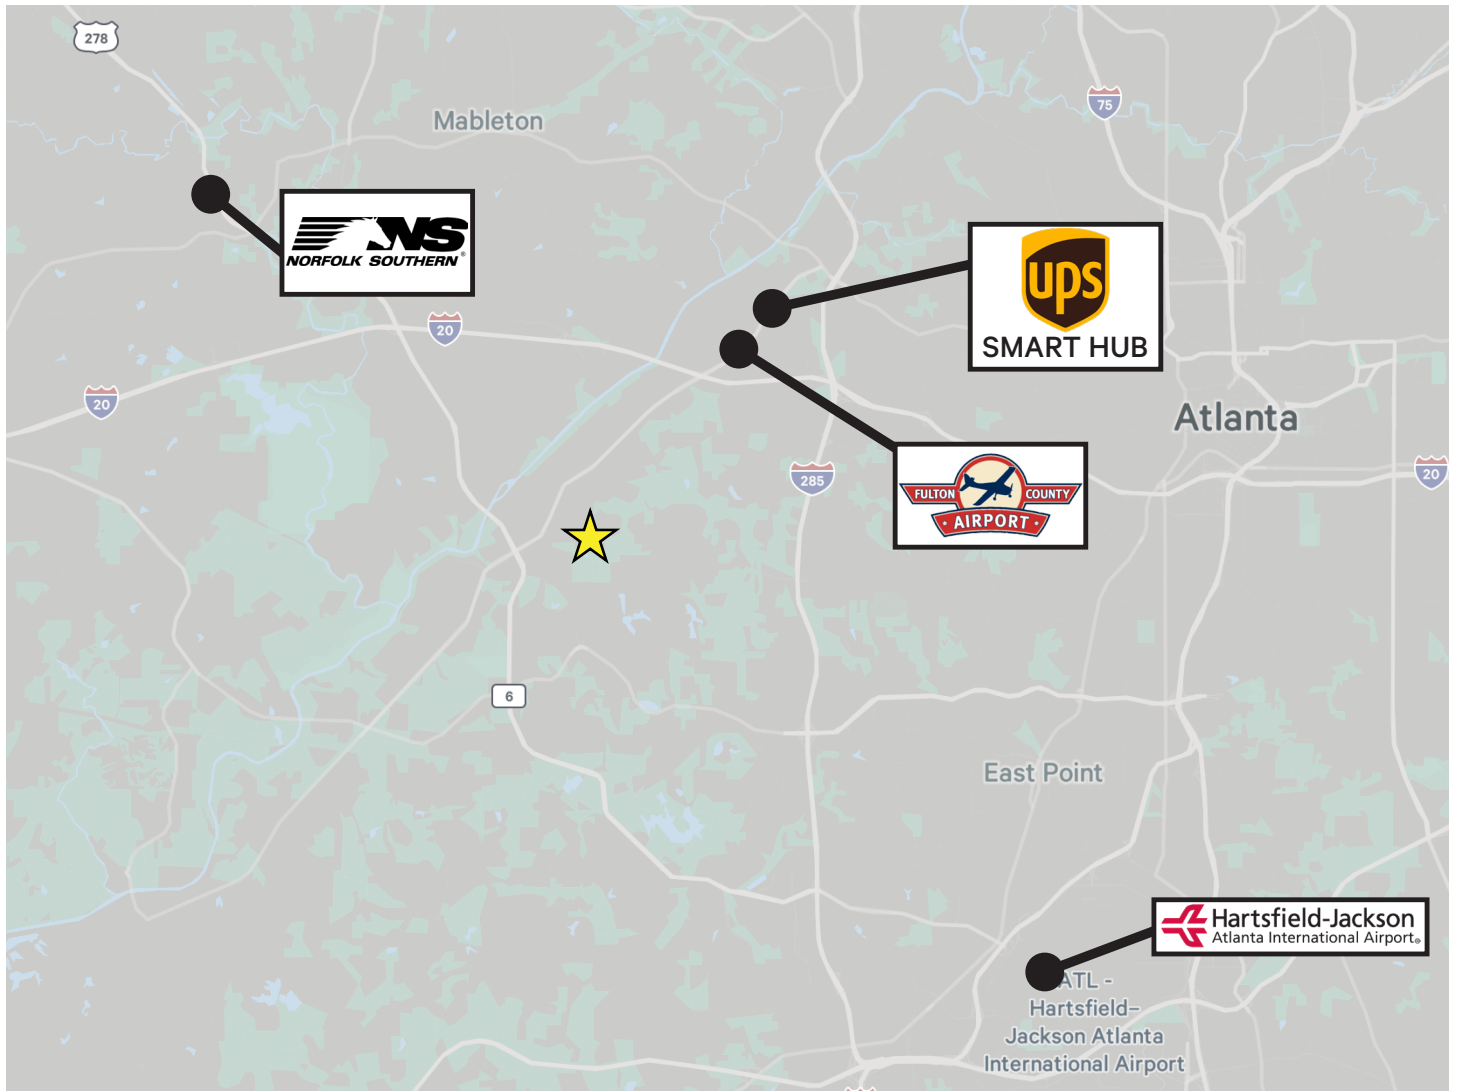 278
Mableton
75
NS
NORFOLK SOUTHERN®
ups
SMART HUB
20
20
Atlanta
FULTON COUNTY
· AIRPORT ·
285
20
6
East Point
Hartsfield-Jackson
Atlanta International Airport®
ATL -
Hartsfield–
Jackson Atlanta
International Airport